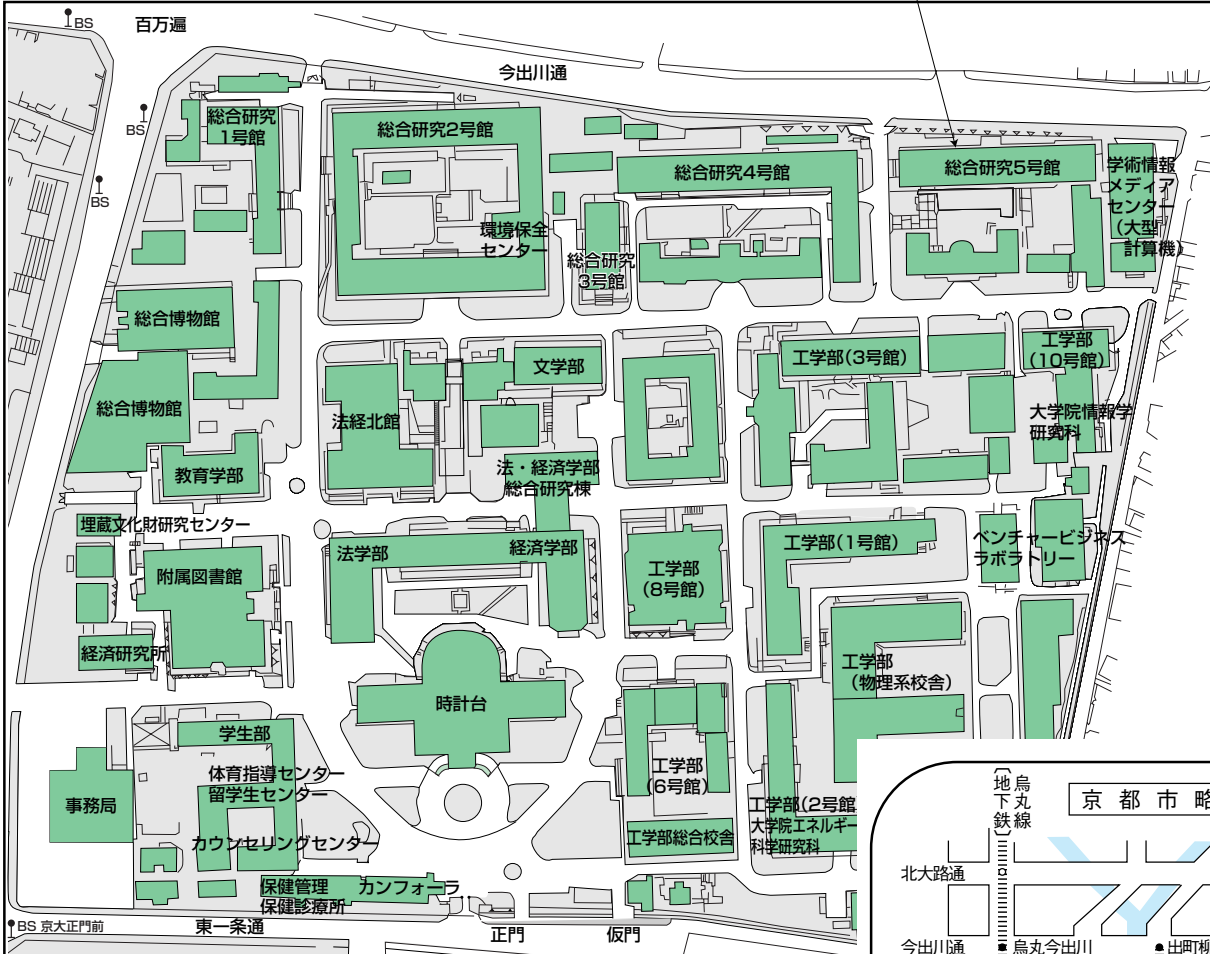 BS
百万遍
今出川通
BS
BS
総合研究
1号館
総合研究2号館
総合研究4号館
総合研究5号館
学術情報
メディア
センター
(大型
計算機)
環境保全
センター
総合研究
3号館
総合博物館
工学部(3号館)
工学部
(10号館)
文学部
総合博物館
法経北館
大学院情報学
研究科
教育学部
法・経済学部
総合研究棟
埋蔵文化財研究センター
法学部
経済学部
工学部(1号館)
ベンチャービジネス
ラボラトリー
附属図書館
工学部
(8号館)
経済研究所
工学部
(物理系校舎)
時計台
学生部
体育指導センター
留学生センター
事務局
工学部
(6号館)
工学部(2号館
大学院エネルギー
科学研究科
カウンセリングセンター
工学部総合校舎
保健管理
保健診療所
カンフォーラ
BS 京大正門前
東一条通
正門
仮門
地下鉄
烏丸線
京都市略
北大路通
今出川通
烏丸今出川
出町柳